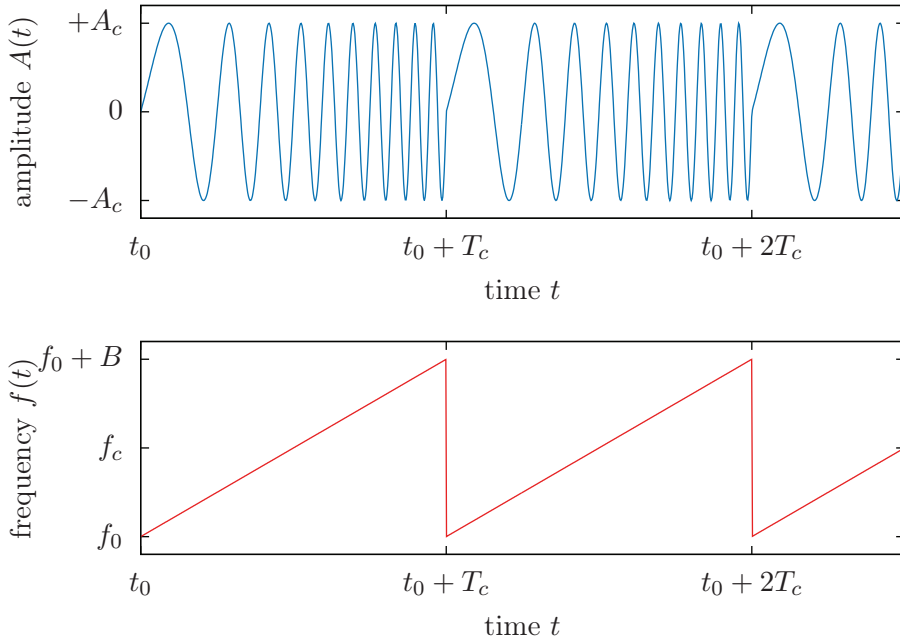 amplitude A(t)
+A_c
0
−A_c
t_0 t_0 + T_c t_0 + 2T_c
time t
frequency f(t)
f_0 + B
f_c
f_0
t_0 t_0 + T_c t_0 + 2T_c
time t